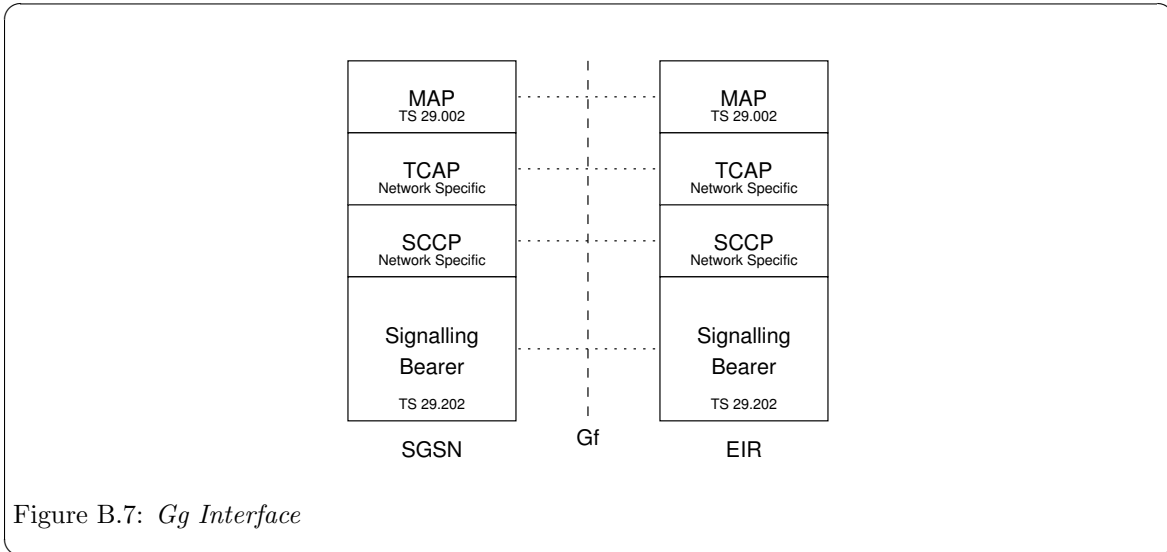 MAP
TS 29.002
TCAP
Network Specific
SCCP
Network Specific
Signalling
Bearer
TS 29.202
SGSN
Gf
MAP
TS 29.002
TCAP
Network Specific
SCCP
Network Specific
Signalling
Bearer
TS 29.202
EIR
Figure B.7: Gg Interface